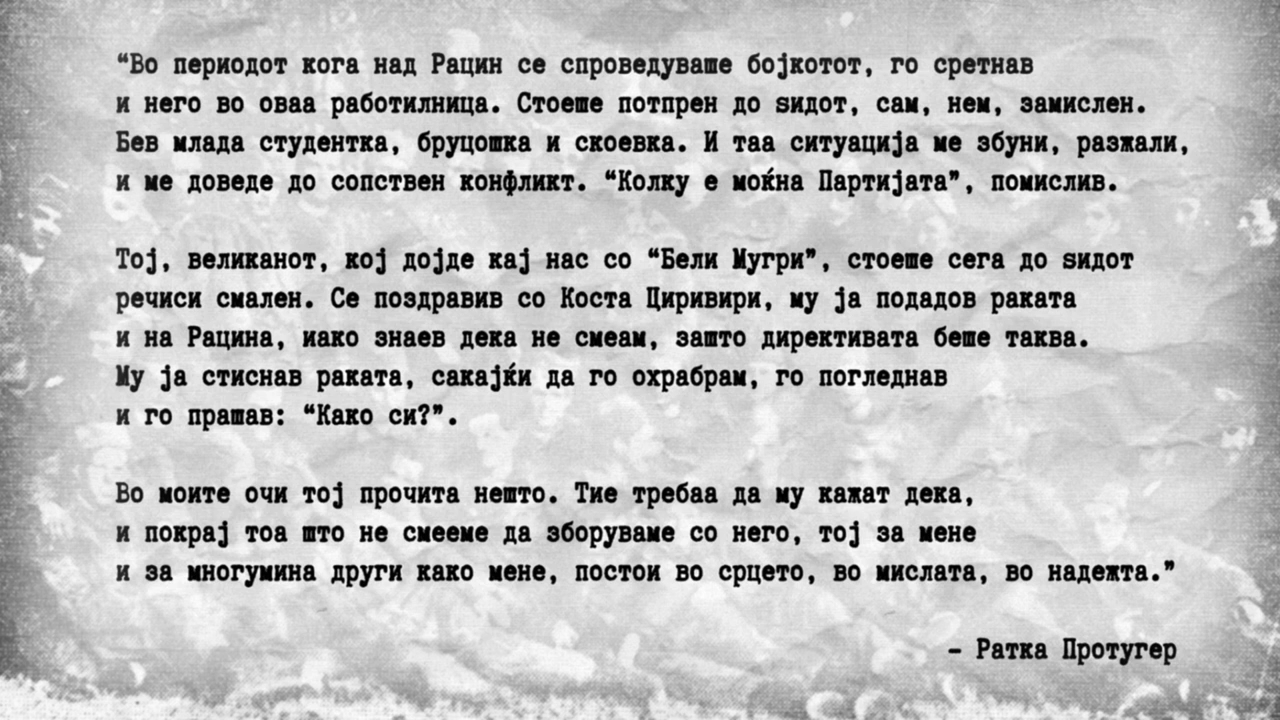 “Во периодот кога над Рацин се спроведуваше бојкотот, го сретнав
и него во оваа работилница. Стоеше потпрен до ѕидот, сам, нем, замислен.
Бев млада студентка, бруцошка и скоевка. И таа ситуација ме збуни, разжали,
и ме доведе до сопствен конфликт. “Колку е моќна Партијата”, помислив.
Тој, великанот, кој дојде кај нас со “Бели Мугри”, стоеше сега до ѕидот
речиси смален. Се поздравив со Коста Циривири, му ја подадов раката
и на Рацина, иако знаев дека не смеам, зашто директивата беше таква.
Му ја стиснав раката, сакајќи да го охрабрам, го погледнав
и го прашав: “Како си?”.
Во моите очи тој прочита нешто. Тие требаа да му кажат дека,
и покрај тоа што не смееме да зборуваме со него, тој за мене
и за многумина други како мене, постои во срцето, во мислата, во надежта.”
– Ратка Протугер